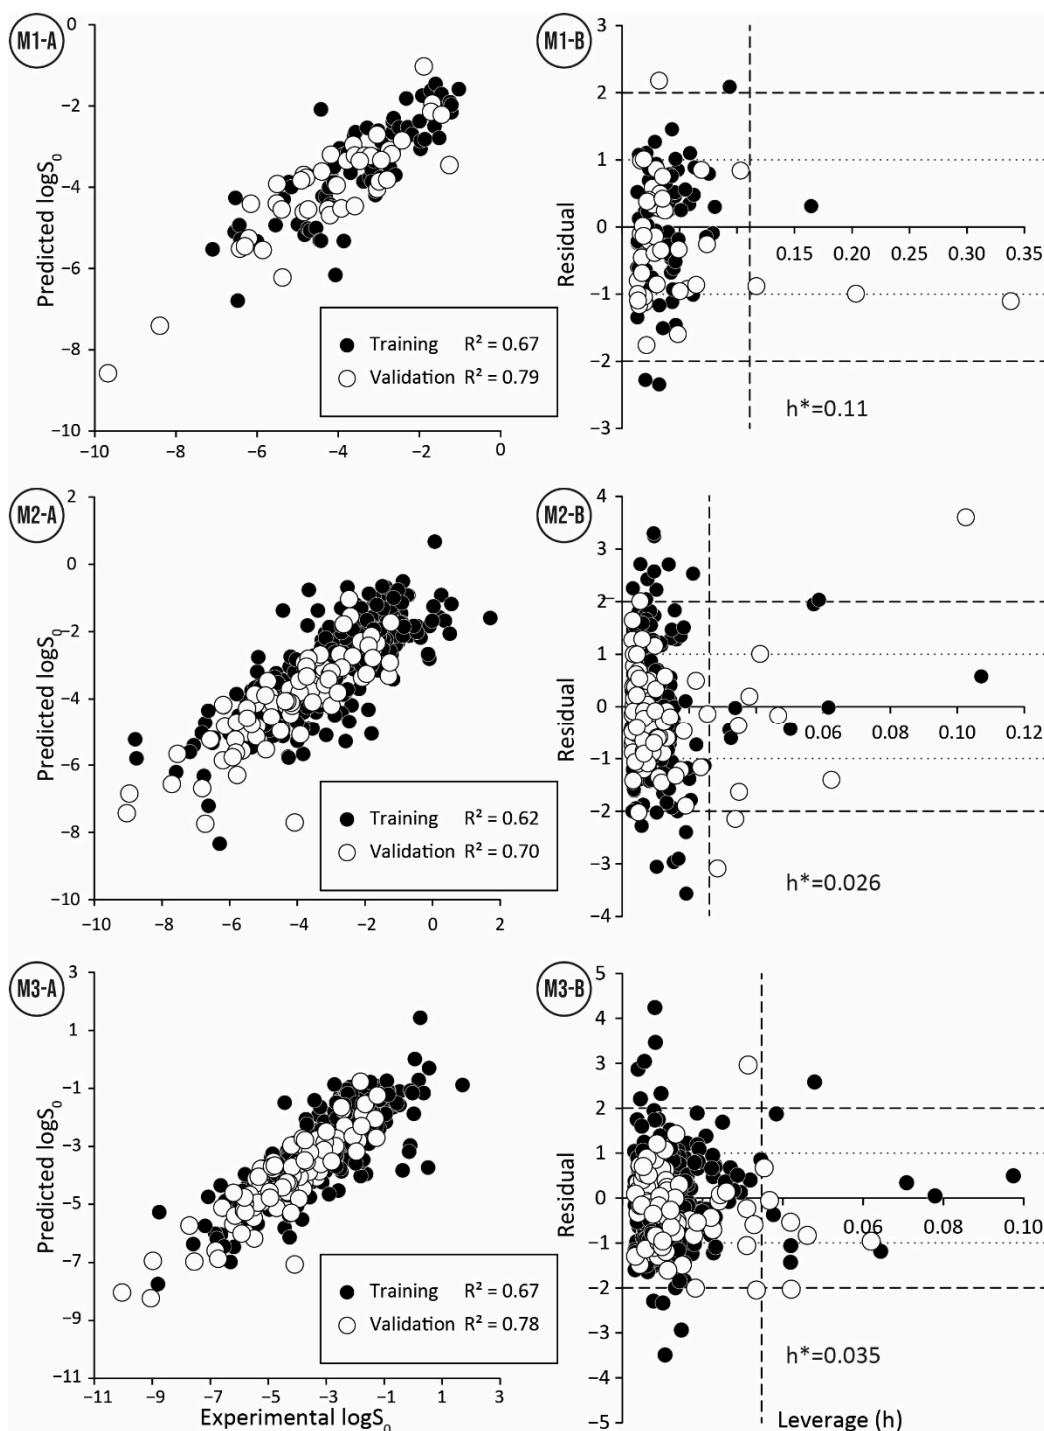 M1-A
Predicted logS0
0
−2
−4
−6
−8
−10
−10 −8 −6 −4 −2 0
Training R² = 0.67
Validation R² = 0.79
M1-B
Residual
3
2
1
0
−1
−2
−3
0.15 0.20 0.25 0.30 0.35
h*=0.11
M2-A
Predicted logS0
2
0
−2
−4
−6
−8
−10
−10 −8 −6 −4 −2 0 2
Training R² = 0.62
Validation R² = 0.70
M2-B
Residual
4
3
2
1
0
−1
−2
−3
−4
0.06 0.08 0.10 0.12
h*=0.026
M3-A
Predicted logS0
3
1
−1
−3
−5
−7
−9
−11
−11 −9 −7 −5 −3 −1 1 3
Training R² = 0.67
Validation R² = 0.78
Experimental logS0
M3-B
Residual
5
4
3
2
1
0
−1
−2
−3
−4
−5
0.06 0.08 0.10
h*=0.035
Leverage (h)